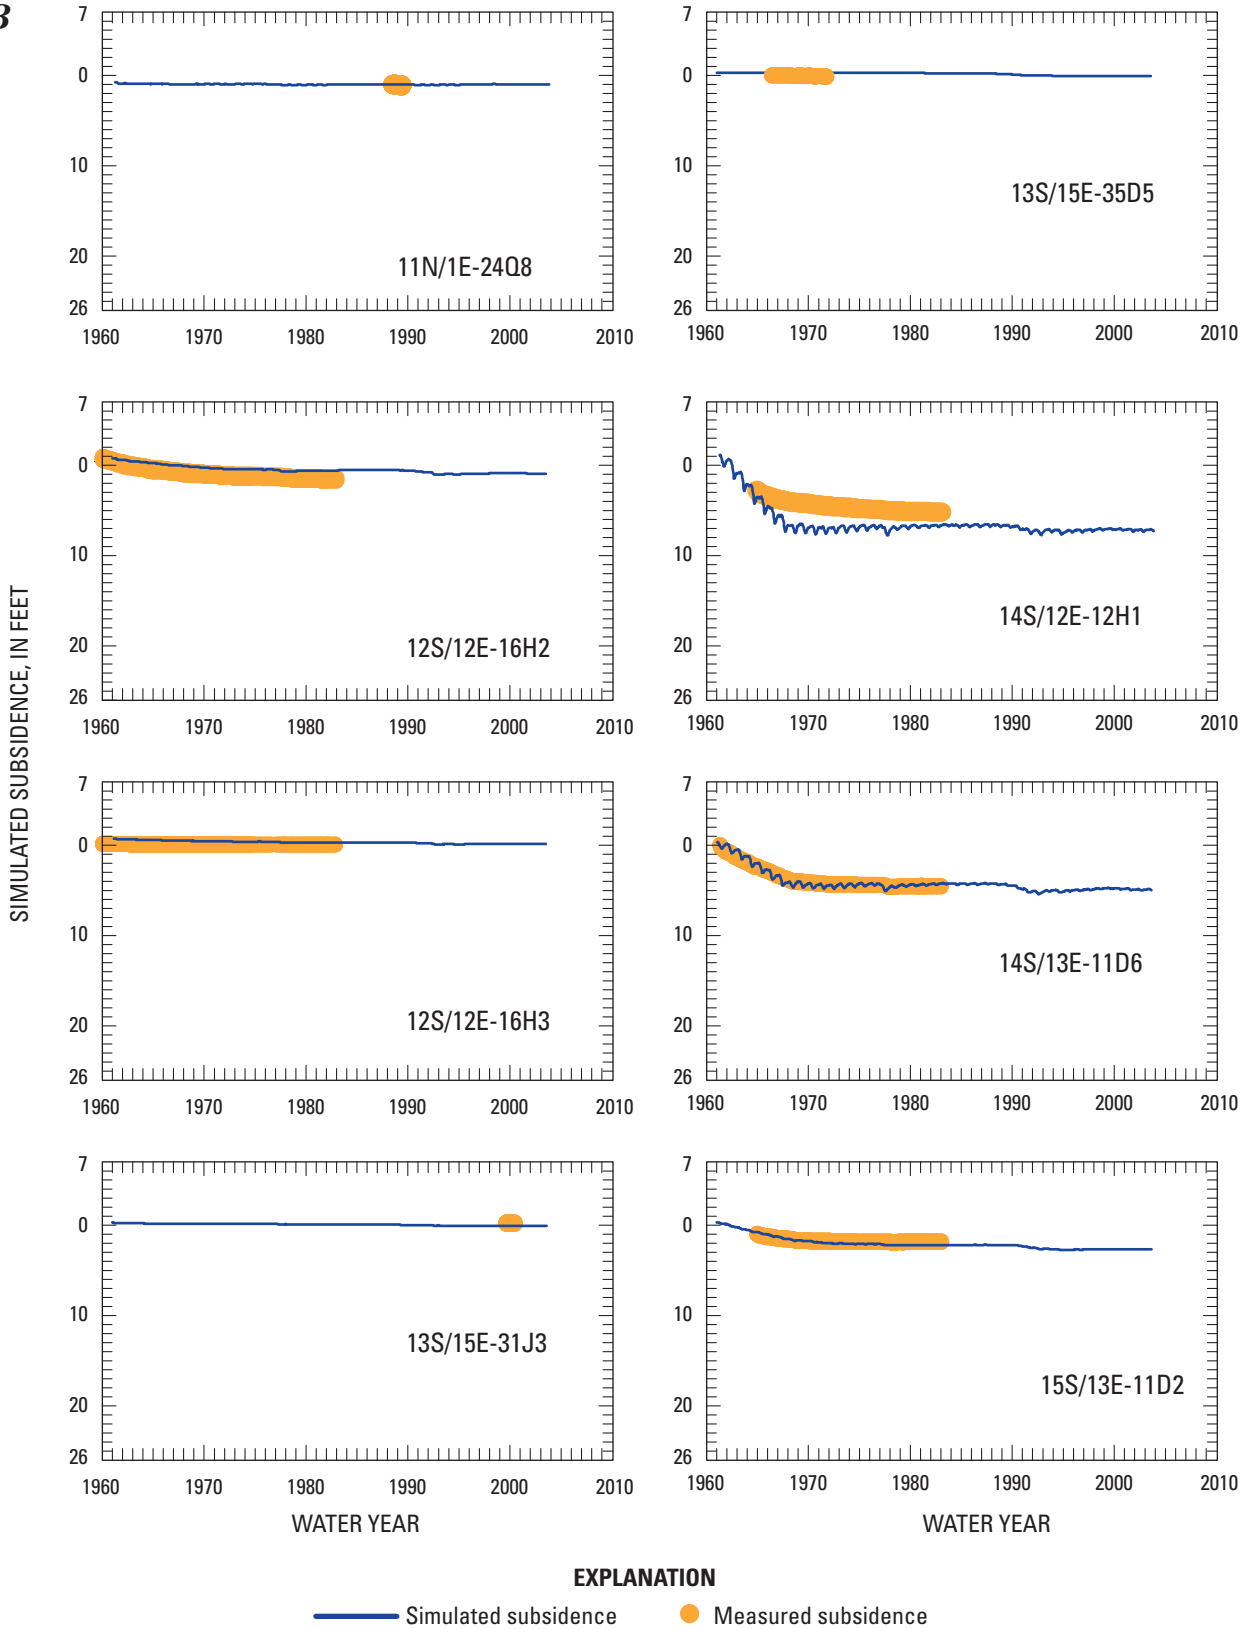 B
SIMULATED SUBSIDENCE, IN FEET
7
0
10
20
26
11N/1E-24Q8
1960 1970 1980 1990 2000 2010
7
0
10
20
26
13S/15E-35D5
1960 1970 1980 1990 2000 2010
7
0
10
20
26
12S/12E-16H2
1960 1970 1980 1990 2000 2010
7
0
10
20
26
14S/12E-12H1
1960 1970 1980 1990 2000 2010
7
0
10
20
26
12S/12E-16H3
1960 1970 1980 1990 2000 2010
7
0
10
20
26
14S/13E-11D6
1960 1970 1980 1990 2000 2010
7
0
10
20
26
13S/15E-31J3
1960 1970 1980 1990 2000 2010
WATER YEAR
7
0
10
20
26
15S/13E-11D2
1960 1970 1980 1990 2000 2010
WATER YEAR
EXPLANATION
Simulated subsidence Measured subsidence